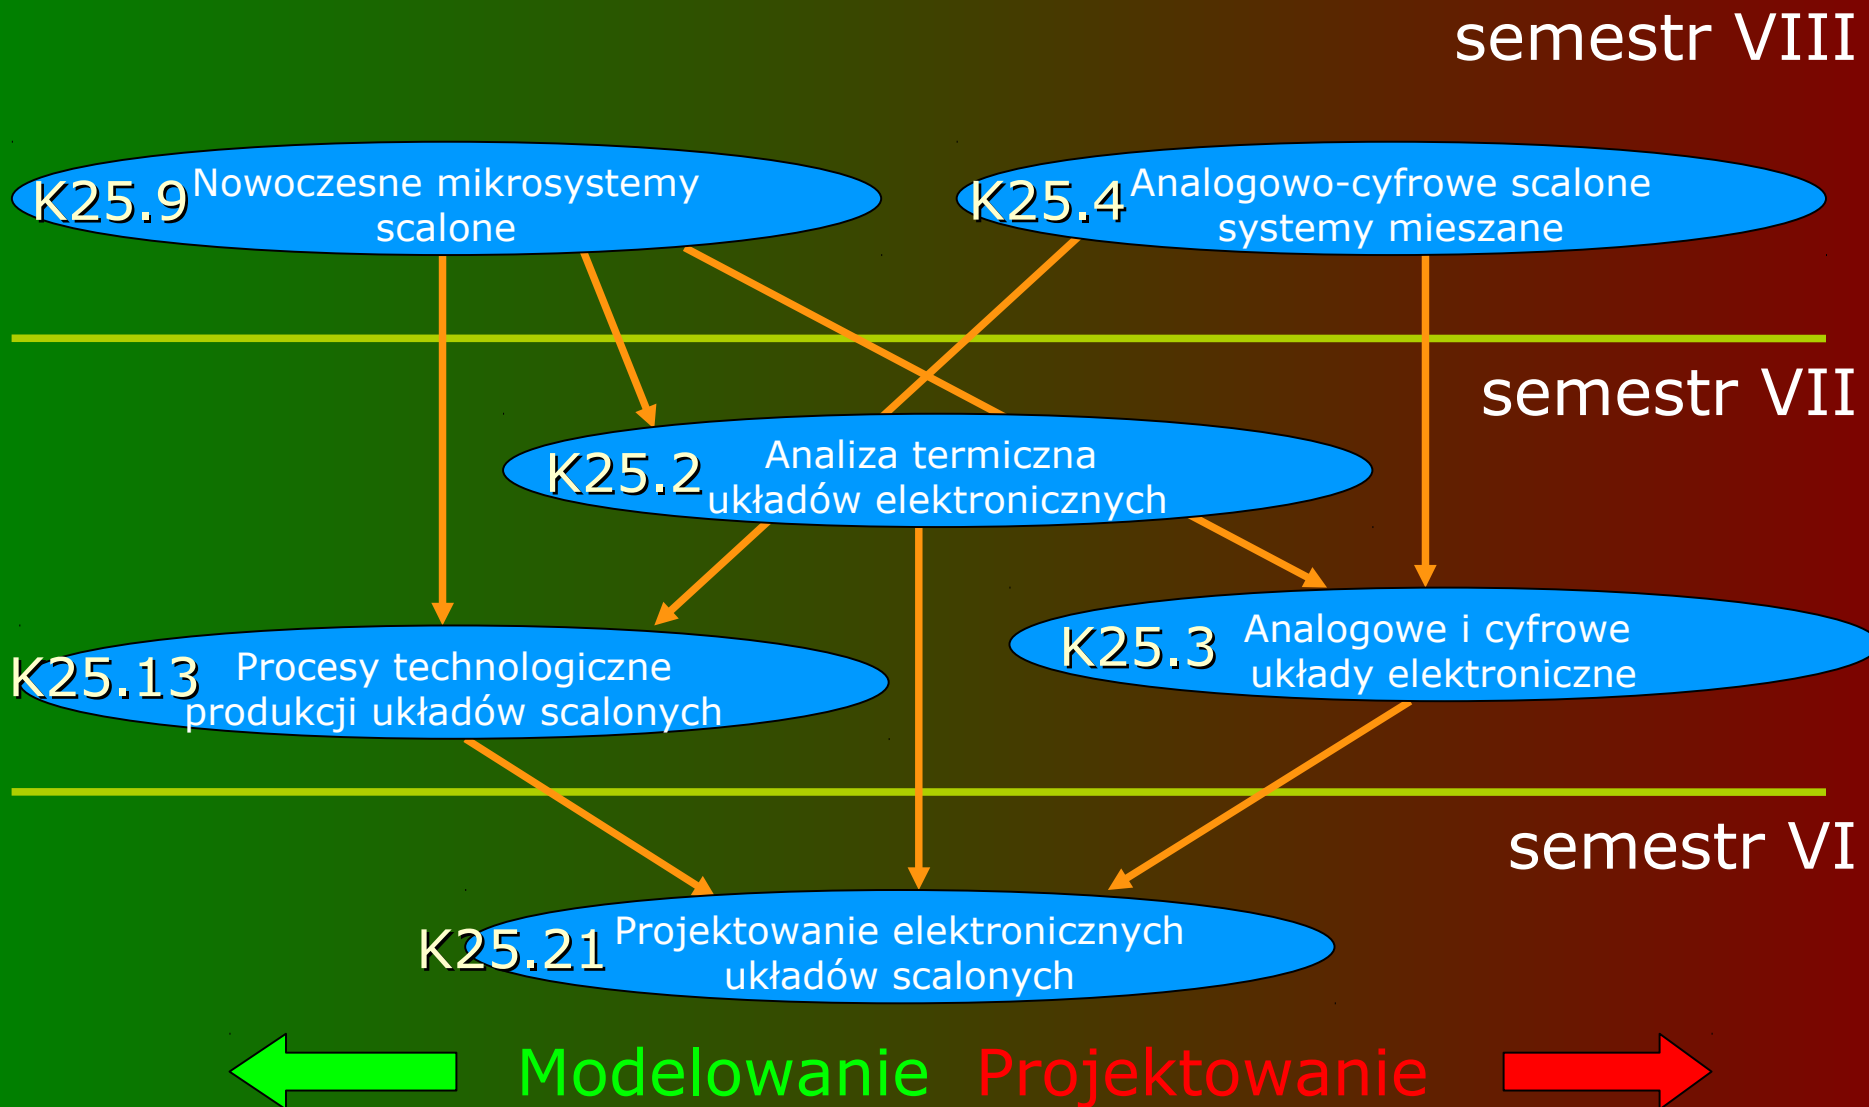 semestr VIII
K25.9 Nowoczesne mikrosystemy
scalone
K25.4 Analogowo-cyfrowe scalone
systemy mieszane
semestr VII
K25.2 Analiza termiczna
układów elektronicznych
K25.3 Analogowe i cyfrowe
układy elektroniczne
K25.13 Procesy technologiczne
produkcji układów scalonych
semestr VI
K25.21 Projektowanie elektronicznych
układów scalonych
Modelowanie Projektowanie